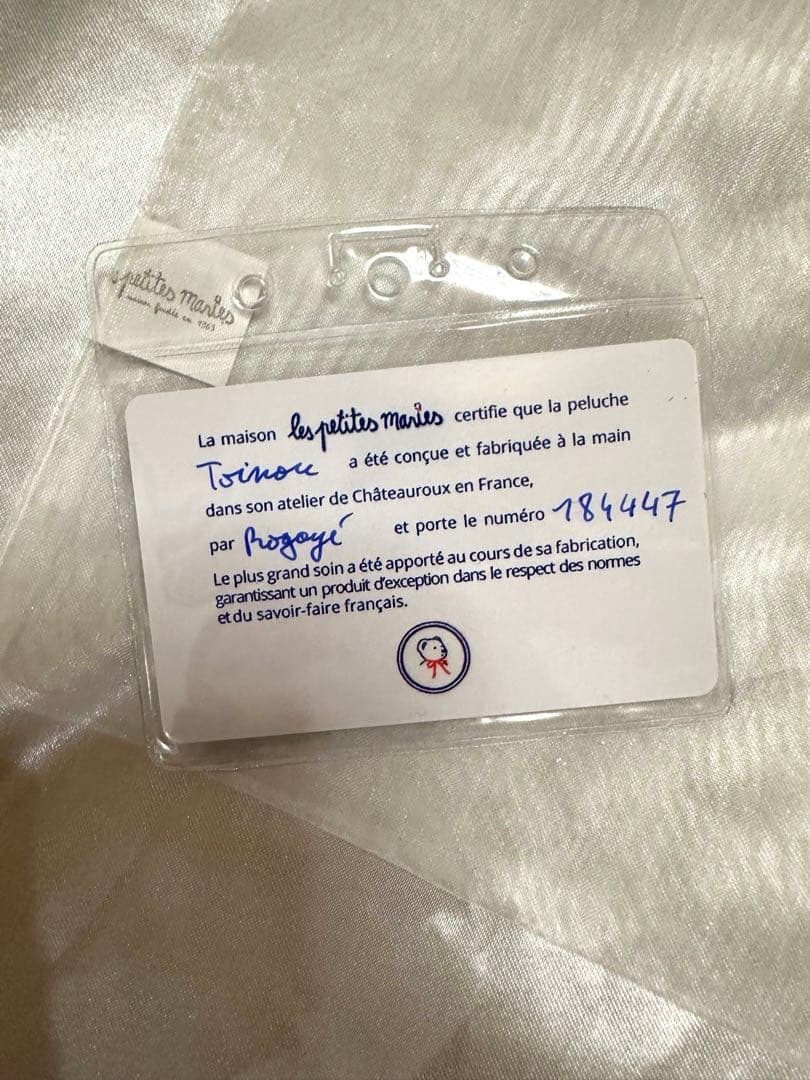 les petites maries
maison fondée en 1963
La maison les petites maries certifie que la peluche
Toinou a été conçue et fabriquée à la main
dans son atelier de Châteauroux en France,
par Rogayé et porte le numéro 184447
Le plus grand soin a été apporté au cours de sa fabrication,
garantissant un produit d'exception dans le respect des normes
et du savoir-faire français.